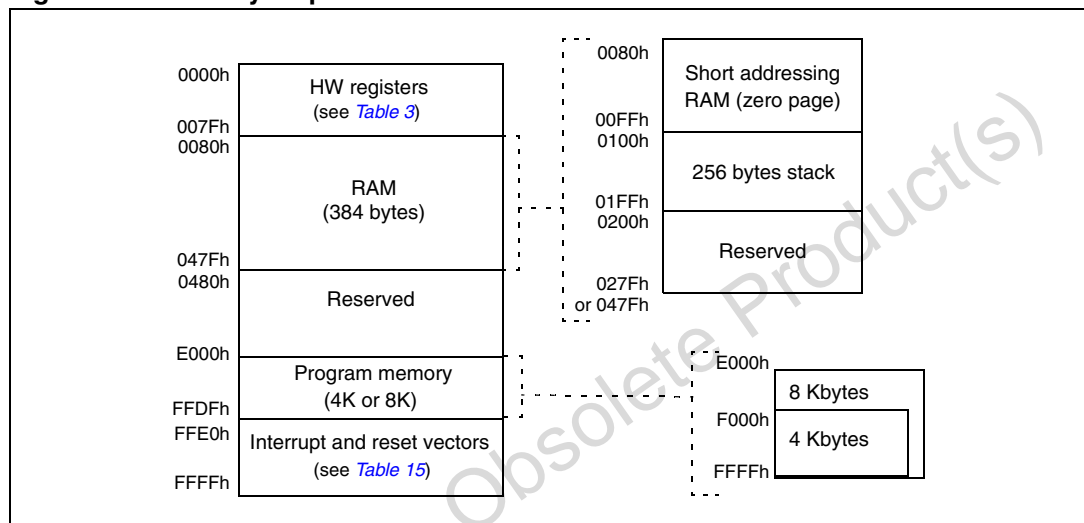 0000h
HW registers
(see Table 3)
007Fh
0080h
RAM
(384 bytes)
047Fh
0480h
Reserved
E000h
Program memory
(4K or 8K)
FFDFh
FFE0h
Interrupt and reset vectors
(see Table 15)
FFFFh
0080h
Short addressing
RAM (zero page)
00FFh
0100h
256 bytes stack
01FFh
0200h
Reserved
027Fh
or 047Fh
E000h
8 Kbytes
F000h
4 Kbytes
FFFFh
Obsolete Product(s)